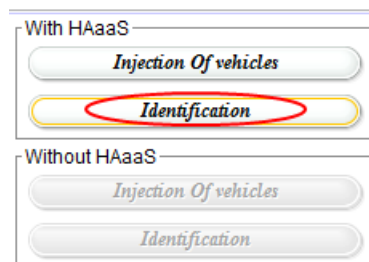 With HAaaS
Injection Of vehicles
Identification
Without HAaaS
Injection Of vehicles
Identification